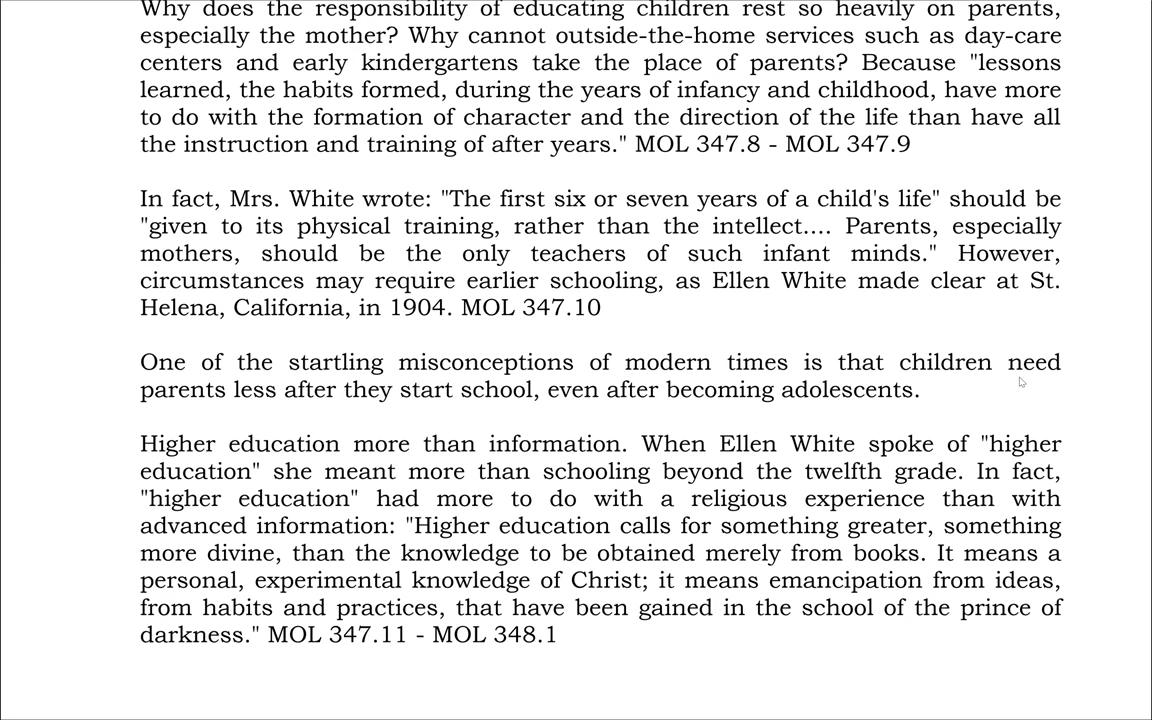 Why does the responsibility of educating children rest so heavily on parents,
especially the mother? Why cannot outside-the-home services such as day-care
centers and early kindergartens take the place of parents? Because "lessons
learned, the habits formed, during the years of infancy and childhood, have more
to do with the formation of character and the direction of the life than have all
the instruction and training of after years." MOL 347.8 - MOL 347.9
In fact, Mrs. White wrote: "The first six or seven years of a child's life" should be
"given to its physical training, rather than the intellect.... Parents, especially
mothers, should be the only teachers of such infant minds." However,
circumstances may require earlier schooling, as Ellen White made clear at St.
Helena, California, in 1904. MOL 347.10
One of the startling misconceptions of modern times is that children need
parents less after they start school, even after becoming adolescents.
Higher education more than information. When Ellen White spoke of "higher
education" she meant more than schooling beyond the twelfth grade. In fact,
"higher education" had more to do with a religious experience than with
advanced information: "Higher education calls for something greater, something
more divine, than the knowledge to be obtained merely from books. It means a
personal, experimental knowledge of Christ; it means emancipation from ideas,
from habits and practices, that have been gained in the school of the prince of
darkness." MOL 347.11 - MOL 348.1